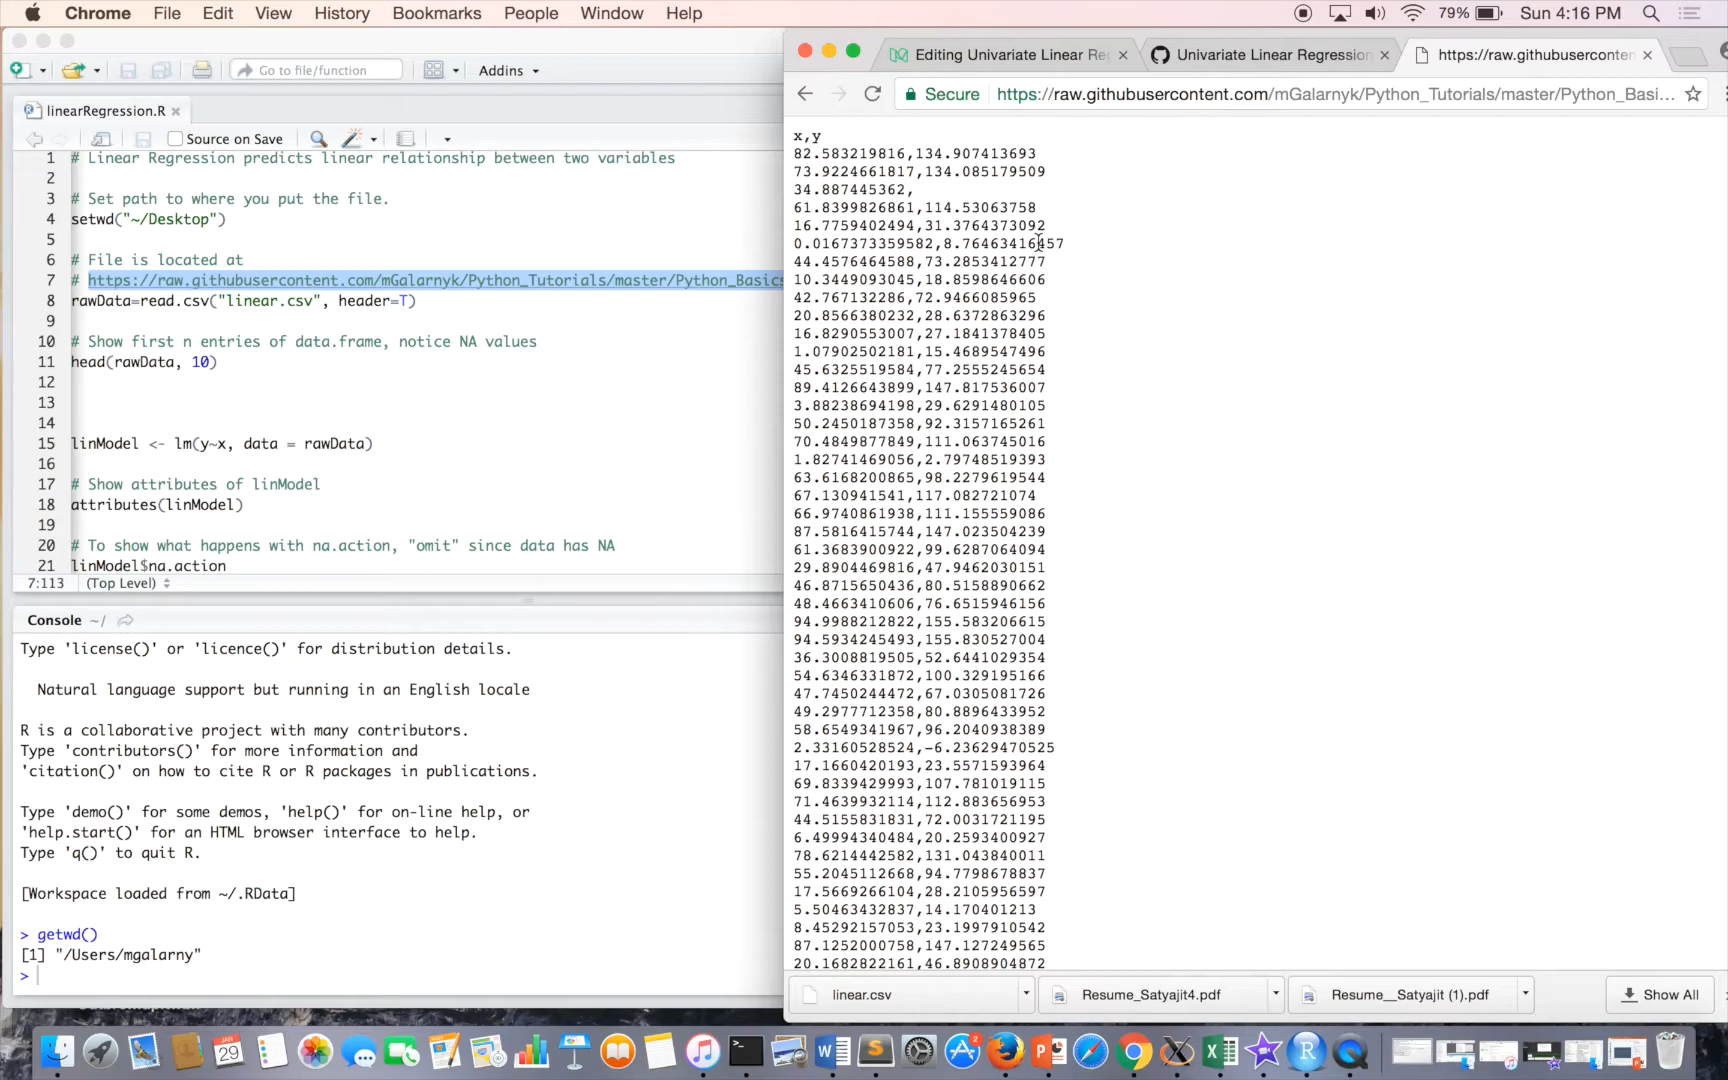 Chrome File Edit View History Bookmarks People Window Help 79% Sun 4:16 PM
Go to file/function Addins
linearRegression.R
Source on Save
1 # Linear Regression predicts linear relationship between two variables
2
3 # Set path to where you put the file.
4 setwd("~/Desktop")
5
6 # File is located at
7 # https://raw.githubusercontent.com/mGalarnyk/Python_Tutorials/master/Python_Basics
8 rawData=read.csv("linear.csv", header=T)
9
10 # Show first n entries of data.frame, notice NA values
11 head(rawData, 10)
12
13
14
15 linModel <- lm(y~x, data = rawData)
16
17 # Show attributes of linModel
18 attributes(linModel)
19
20 # To show what happens with na.action, "omit" since data has NA
21 linModel$na.action
7:113 (Top Level)
Console ~/
Type 'license()' or 'licence()' for distribution details.
Natural language support but running in an English locale
R is a collaborative project with many contributors.
Type 'contributors()' for more information and
'citation()' on how to cite R or R packages in publications.
Type 'demo()' for some demos, 'help()' for on-line help, or
'help.start()' for an HTML browser interface to help.
Type 'q()' to quit R.
[Workspace loaded from ~/.RData]
> getwd()
[1] "/Users/mgalarny"
>
Editing Univariate Linear Re Univariate Linear Regression https://raw.githubusercontent
Secure https://raw.githubusercontent.com/mGalarnyk/Python_Tutorials/master/Python_Basi...
x,y
82.583219816,134.907413693
73.9224661817,134.085179509
34.887445362,
61.8399826861,114.53063758
16.7759402494,31.3764373092
0.0167373359582,8.76463416457
44.4576464588,73.2853412777
10.3449093045,18.8598646606
42.767132286,72.9466085965
20.8566380232,28.6372863296
16.8290553007,27.1841378405
1.07902502181,15.4689547496
45.6325519584,77.2555245654
89.4126643899,147.817536007
3.88238694198,29.6291480105
50.2450187358,92.3157165261
70.4849877849,111.063745016
1.82741469056,2.79748519393
63.6168200865,98.2279619544
67.130941541,117.082721074
66.9740861938,111.155559086
87.5816415744,147.023504239
61.3683900922,99.6287064094
29.8904469816,47.9462030151
46.8715650436,80.5158890662
48.4663410606,76.6515946156
94.9988212822,155.583206615
94.5934245493,155.830527004
36.3008819505,52.6441029354
54.6346331872,100.329195166
47.7450244472,67.0305081726
49.2977712358,80.8896433952
58.6549341967,96.2040938389
2.33160528524,-6.23629470525
17.1660420193,23.5571593964
69.8339429993,107.781019115
71.4639932114,112.883656953
44.5155831831,72.0031721195
6.49994340484,20.2593400927
78.6214442582,131.043840011
55.2045112668,94.7798678837
17.5669266104,28.2105956597
5.50463432837,14.170401213
8.45292157053,23.1997910542
87.1252000758,147.127249565
20.1682822161,46.8908904872
linear.csv Resume_Satyajit4.pdf Resume__Satyajit (1).pdf Show All